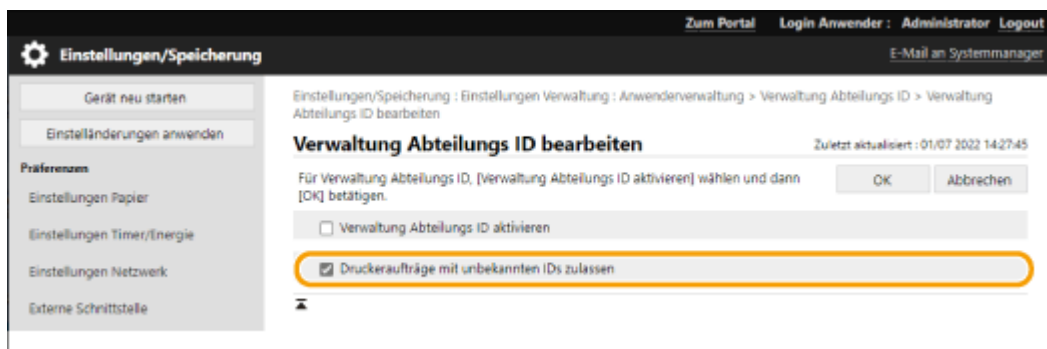 Zum Portal Login Anwender : Administrator Logout
Einstellungen/Speicherung
E-Mail an Systemmanager
Gerät neu starten
Einstelländerungen anwenden
Präferenzen
Einstellungen Papier
Einstellungen Timer/Energie
Einstellungen Netzwerk
Externe Schnittstelle
Einstellungen/Speicherung : Einstellungen Verwaltung : Anwenderverwaltung > Verwaltung Abteilungs ID > Verwaltung
Abteilungs ID bearbeiten
Verwaltung Abteilungs ID bearbeiten
Zuletzt aktualisiert : 01/07 2022 14:27:45
Für Verwaltung Abteilungs ID, [Verwaltung Abteilungs ID aktivieren] wählen und dann
[OK] betätigen.
OK
Abbrechen
Verwaltung Abteilungs ID aktivieren
Druckeraufträge mit unbekannten IDs zulassen